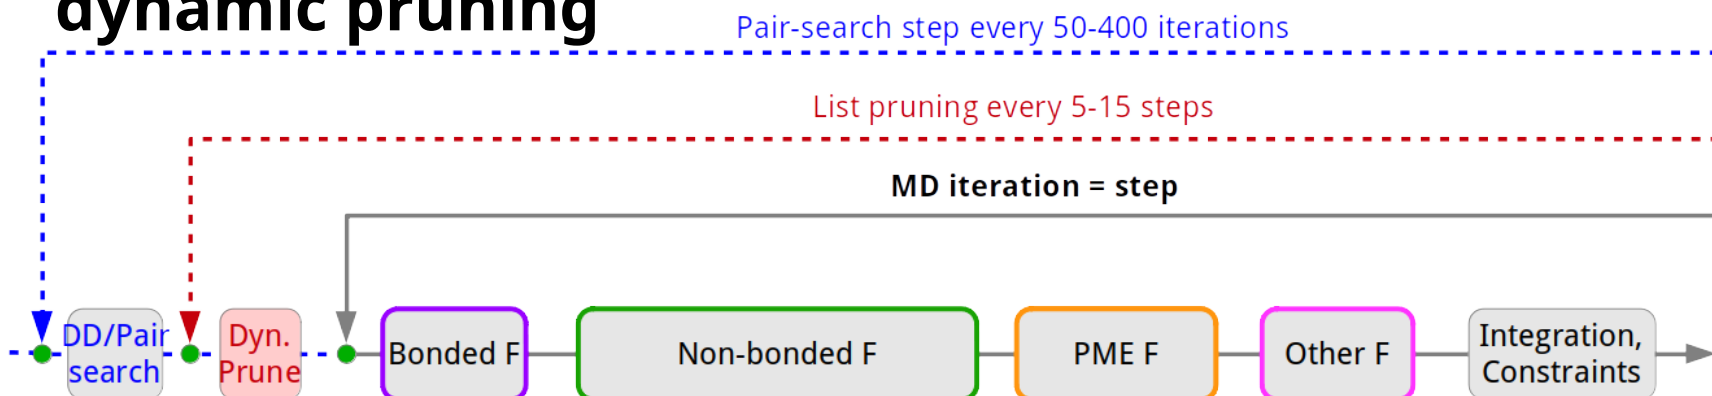 dynamic pruning
Pair-search step every 50-400 iterations
List pruning every 5-15 steps
MD iteration = step
DD/Pair
search
Dyn.
Prune
Bonded F
Non-bonded F
PME F
Other F
Integration,
Constraints